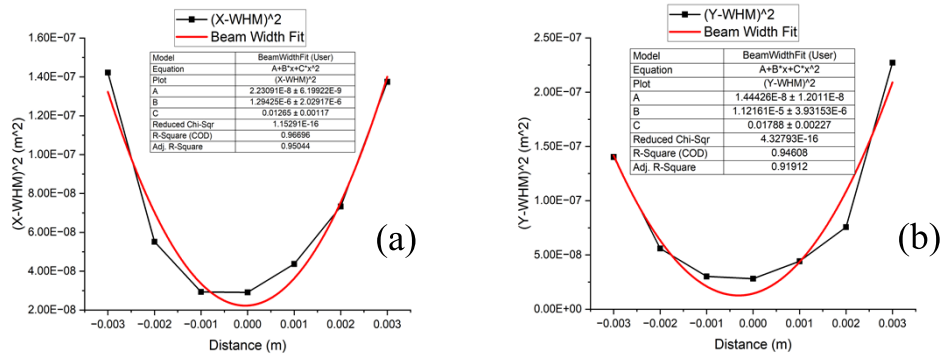 (X-WHM)^2
Beam Width Fit
(X-WHM)^2 (m^2)
1.60E-07
1.40E-07
1.20E-07
1.00E-07
8.00E-08
6.00E-08
4.00E-08
2.00E-08
Model BeamWidthFit (User)
Equation A+B*x+C*x^2
Plot (X-WHM)^2
A 2.23091E-8 ± 6.19922E-9
B 1.29425E-6 ± 2.02917E-6
C 0.01265 ± 0.00117
Reduced Chi-Sqr 1.15291E-16
R-Square (COD) 0.96696
Adj. R-Square 0.95044
(a)
−0.003 −0.002 −0.001 0.000 0.001 0.002 0.003
Distance (m)
(Y-WHM)^2
Beam Width Fit
(Y-WHM)^2 (m^2)
2.50E-07
2.00E-07
1.50E-07
1.00E-07
5.00E-08
0.00E+00
Model BeamWidthFit (User)
Equation A+B*x+C*x^2
Plot (Y-WHM)^2
A 1.44426E-8 ± 1.2011E-8
B 1.12161E-5 ± 3.93153E-6
C 0.01788 ± 0.00227
Reduced Chi-Sqr 4.32793E-16
R-Square (COD) 0.94608
Adj. R-Square 0.91912
(b)
−0.003 −0.002 −0.001 0.000 0.001 0.002 0.003
Distance (m)